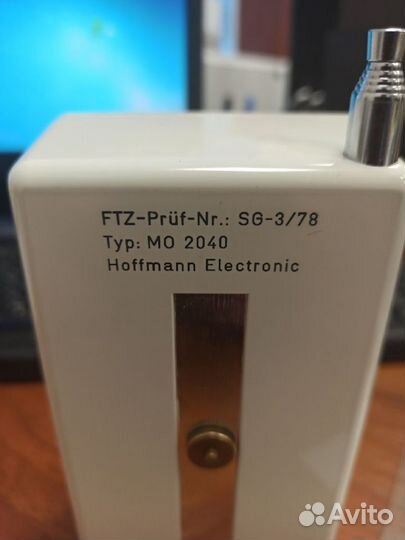 FTZ-Prüf-Nr.: SG-3/78
Typ: MO 2040
Hoffmann Electronic
Avito